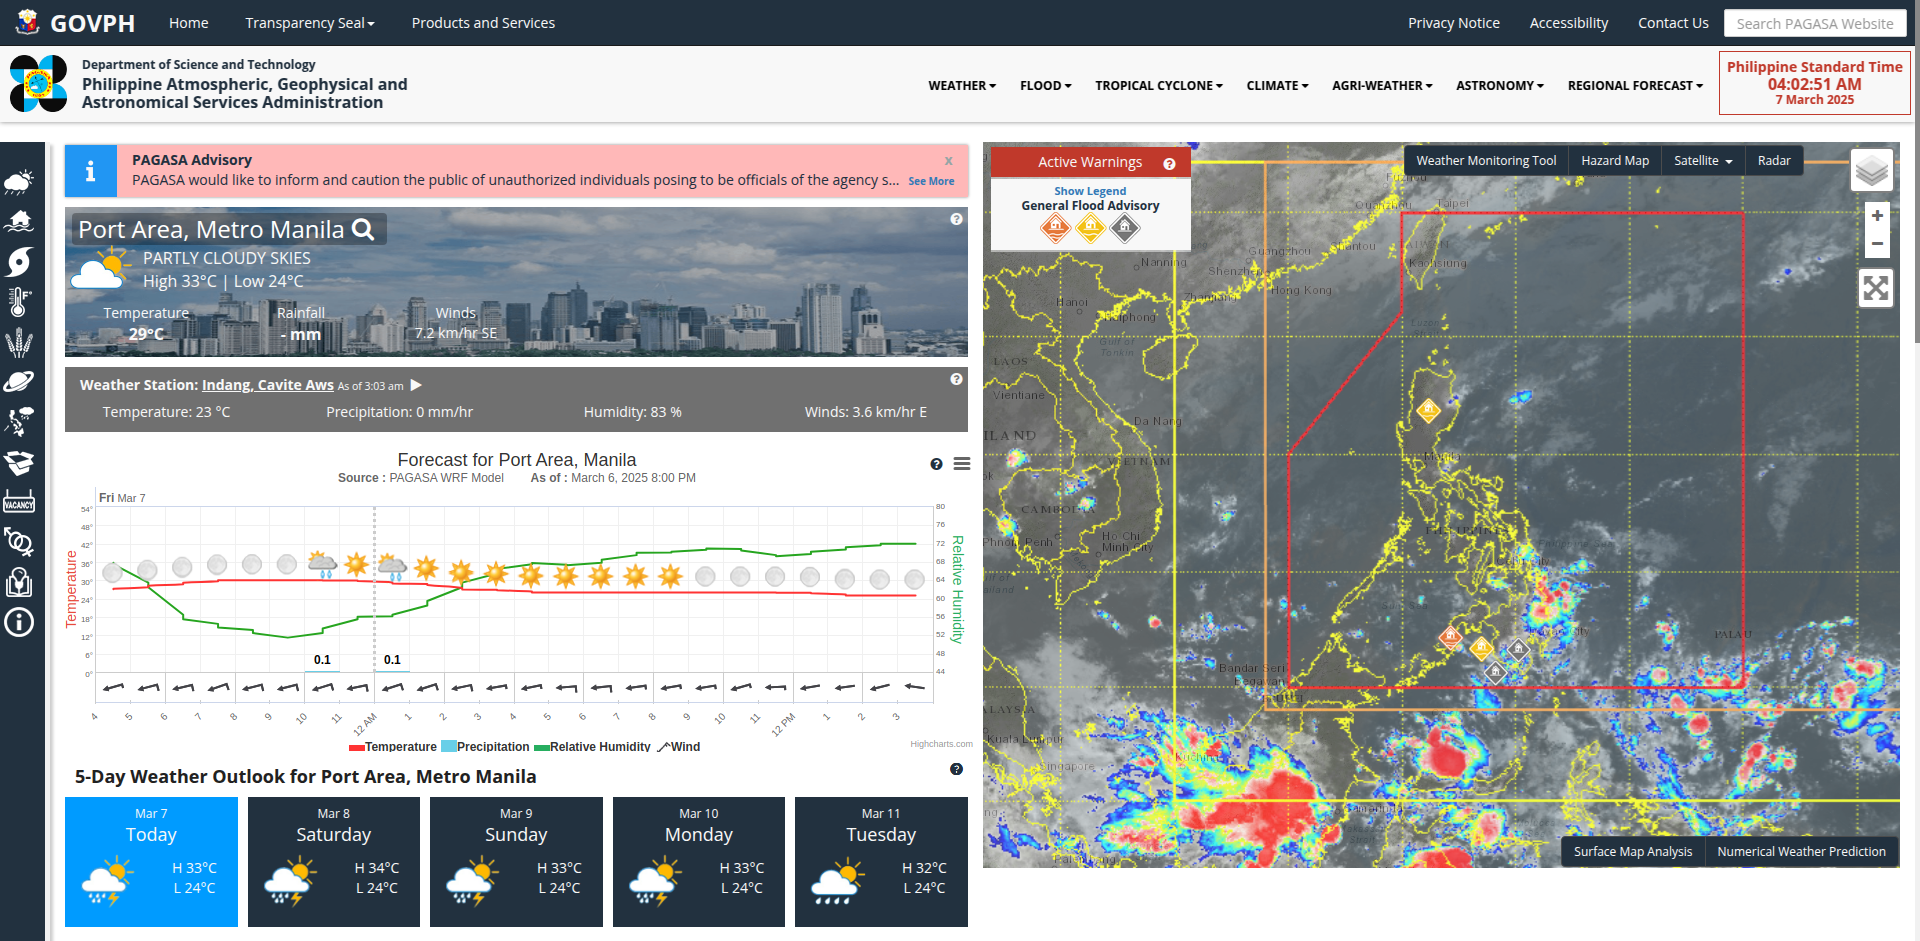 GOVPH
Home
Transparency Seal
Products and Services
Privacy Notice
Accessibility
Contact Us
Search PAGASA Website
Department of Science and Technology
Philippine Atmospheric, Geophysical and
Astronomical Services Administration
WEATHER
FLOOD
TROPICAL CYCLONE
CLIMATE
AGRI-WEATHER
ASTRONOMY
REGIONAL FORECAST
Philippine Standard Time
04:02:51 AM
7 March 2025
VACANCY
PAGASA Advisory
x
PAGASA would like to inform and caution the public of unauthorized individuals posing to be officials of the agency s... See More
Port Area, Metro Manila
PARTLY CLOUDY SKIES
High 33°C | Low 24°C
Temperature
29°C
Rainfall
- mm
Winds
7.2 km/hr SE
Weather Station: Indang, Cavite Aws As of 3:03 am
Temperature: 23 °C
Precipitation: 0 mm/hr
Humidity: 83 %
Winds: 3.6 km/hr E
Forecast for Port Area, Manila
Source : PAGASA WRF Model As of : March 6, 2025 8:00 PM
Fri Mar 7
Temperature
54°
48°
42°
36°
30°
24°
18°
12°
6°
0°
80
76
72
68
64
60
56
52
48
44
Relative Humidity
0.1
0.1
4
5
6
7
8
9
10
11
12 AM
1
2
3
4
5
6
7
8
9
10
11
12 PM
1
2
3
Temperature
Precipitation
Relative Humidity
Wind
Highcharts.com
5-Day Weather Outlook for Port Area, Metro Manila
Mar 7
Today
H 33°C
L 24°C
Mar 8
Saturday
H 34°C
L 24°C
Mar 9
Sunday
H 33°C
L 24°C
Mar 10
Monday
H 33°C
L 24°C
Mar 11
Tuesday
H 32°C
L 24°C
Active Warnings
Show Legend
General Flood Advisory
Weather Monitoring Tool
Hazard Map
Satellite
Radar
+
−
Taipei
Shantou
Guangzhou
Kaohsiung
Nanning
Shenzhen
Hong Kong
Hanoi
Gulf of
Tonkin
LAOS
Vientiane
Da Nang
VIETNAM
CAMBODIA
Penh
Ho Chi
Minh City
PALAU
Bandar Seri
Begawan
Kuala Lumpur
Singapore
Kuching
Surface Map Analysis
Numerical Weather Prediction